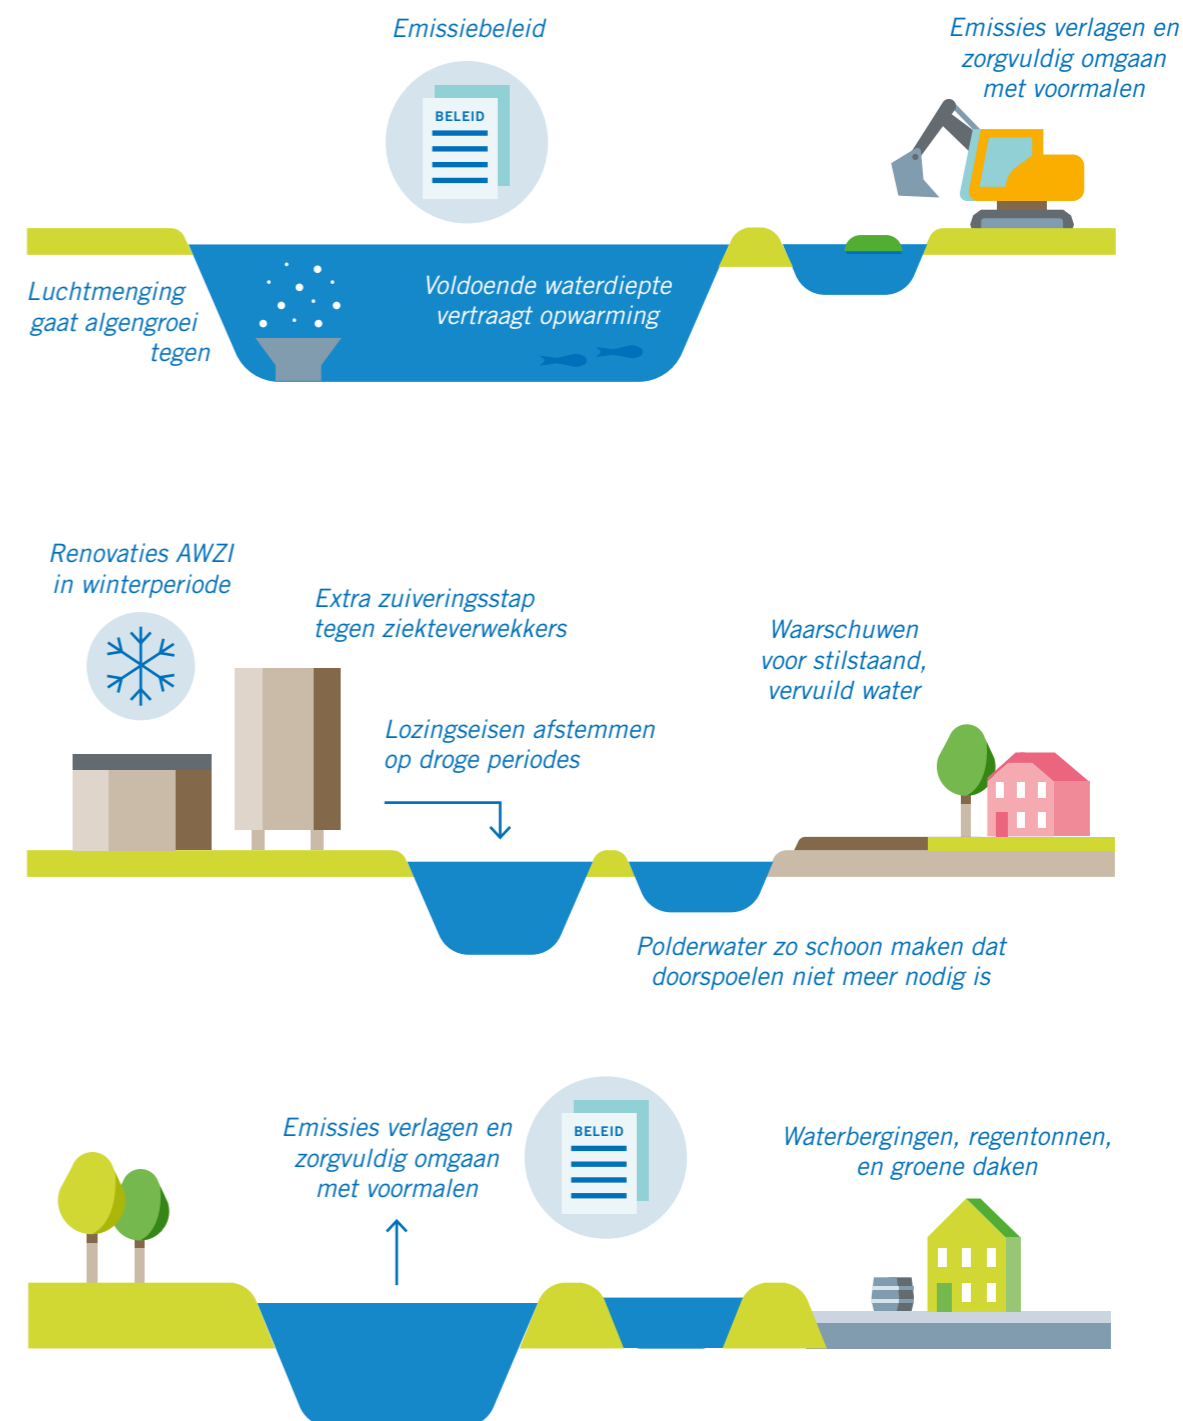 Emissiebeleid
BELEID
Emissies verlagen en
zorgvuldig omgaan
met voormalen
Luchtmenging
gaat algengroei
tegen
Voldoende waterdiepte
vertraagt opwarming
Renovaties AWZI
in winterperiode
Extra zuiveringsstap
tegen ziekteverwekkers
Lozingseisen afstemmen
op droge periodes
Waarschuwen
voor stilstaand,
vervuild water
Polderwater zo schoon maken dat
doorspoelen niet meer nodig is
Emissies verlagen en
zorgvuldig omgaan
met voormalen
BELEID
Waterbergingen, regentonnen,
en groene daken